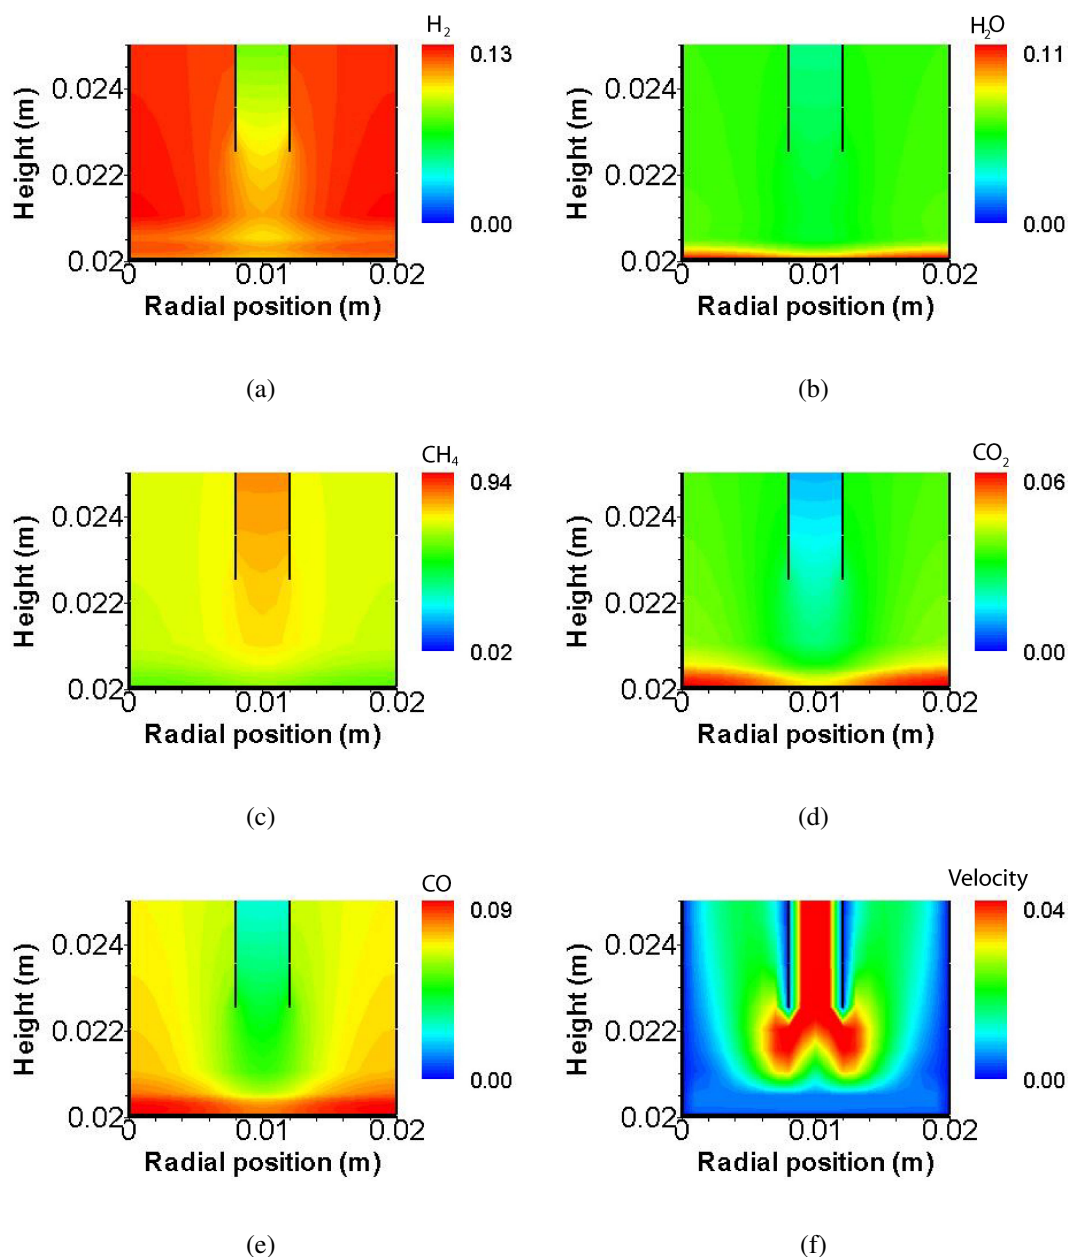 H₂
0.13
0.00
Height (m)
0.024
0.022
0.02
0 0.01 0.02
Radial position (m)
(a)
H₂O
0.11
0.00
Height (m)
0.024
0.022
0.02
0 0.01 0.02
Radial position (m)
(b)
CH₄
0.94
0.02
Height (m)
0.024
0.022
0.02
0 0.01 0.02
Radial position (m)
(c)
CO₂
0.06
0.00
Height (m)
0.024
0.022
0.02
0 0.01 0.02
Radial position (m)
(d)
CO
0.09
0.00
Height (m)
0.024
0.022
0.02
0 0.01 0.02
Radial position (m)
(e)
Velocity
0.04
0.00
Height (m)
0.024
0.022
0.02
0 0.01 0.02
Radial position (m)
(f)